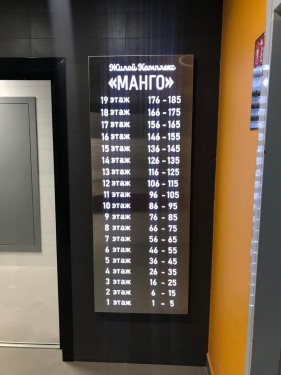 Жилой Комплекс
«МАНГО»
19 этаж 176 - 185
18 этаж 166 - 175
17 этаж 156 - 165
16 этаж 146 - 155
15 этаж 136 - 145
14 этаж 126 - 135
13 этаж 116 - 125
12 этаж 106 - 115
11 этаж 96 - 105
10 этаж 86 - 95
9 этаж 76 - 85
8 этаж 66 - 75
7 этаж 56 - 65
6 этаж 46 - 55
5 этаж 36 - 45
4 этаж 26 - 35
3 этаж 16 - 25
2 этаж 6 - 15
1 этаж 1 - 5